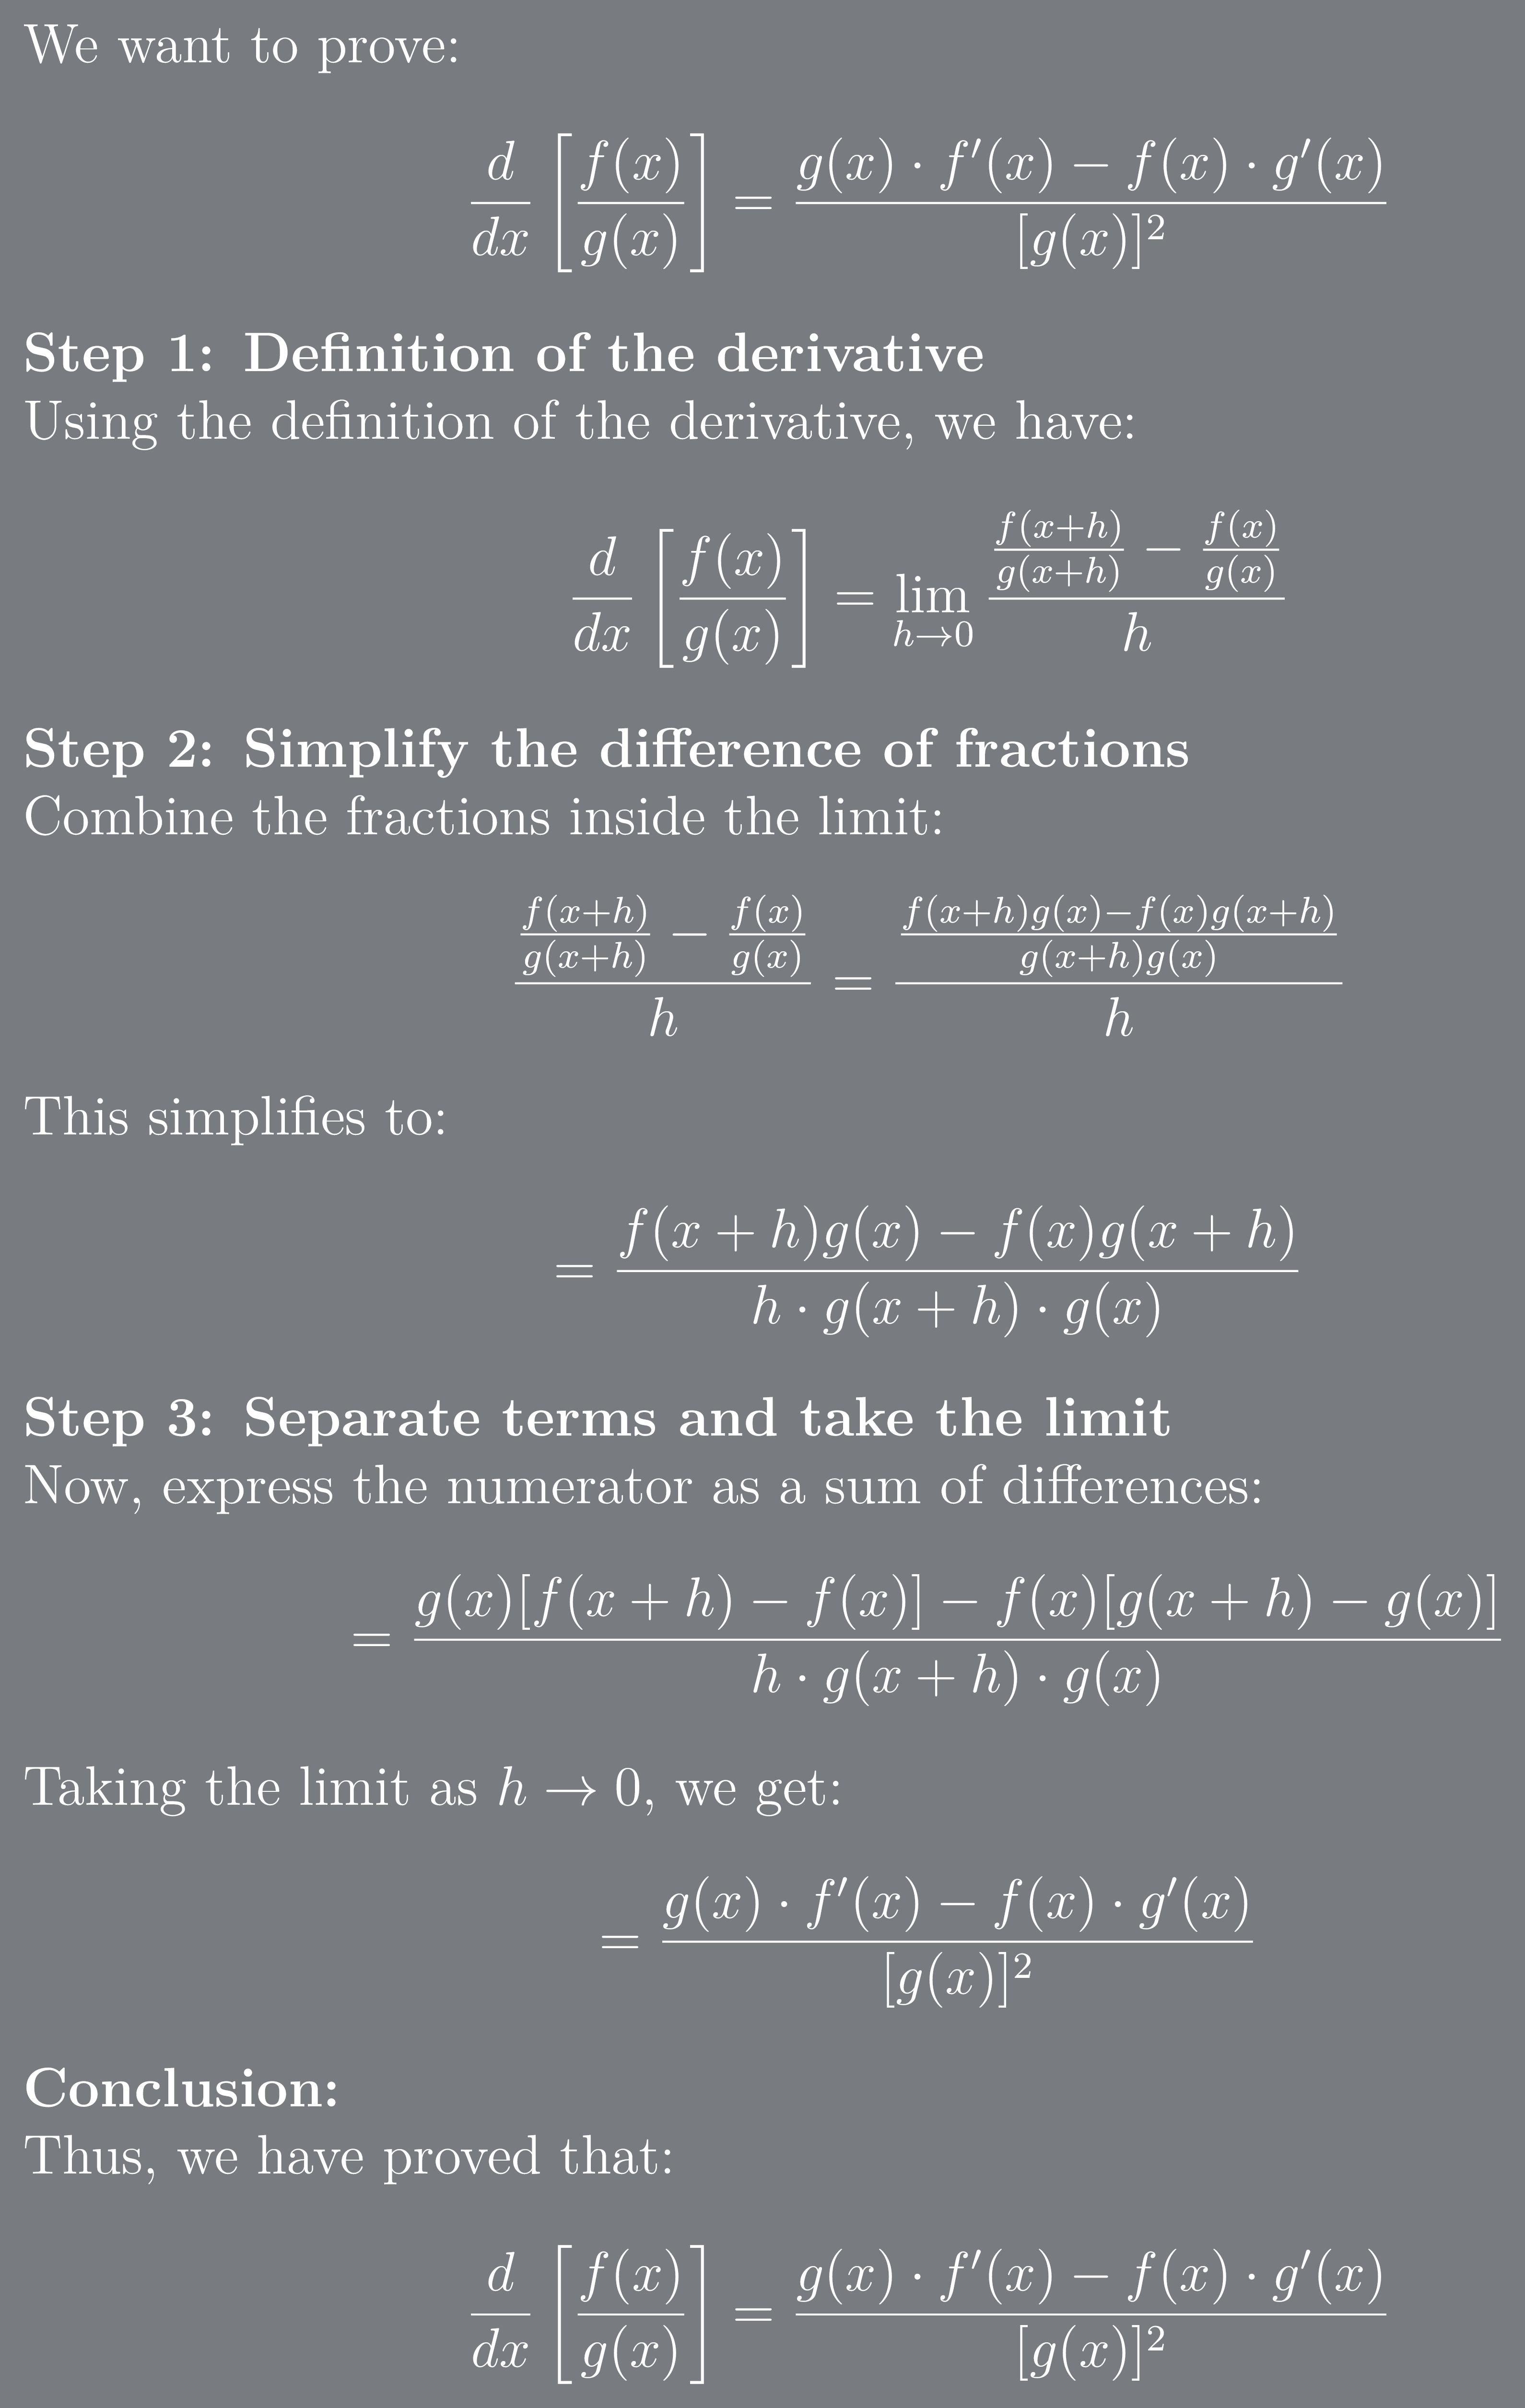 We want to prove:
\frac{d}{dx} \left[ \frac{f(x)}{g(x)} \right] = \frac{g(x) \cdot f'(x) - f(x) \cdot g'(x)}{[g(x)]^2}
Step 1: Definition of the derivative
Using the definition of the derivative, we have:
\frac{d}{dx} \left[ \frac{f(x)}{g(x)} \right] = \lim_{h \to 0} \frac{\frac{f(x+h)}{g(x+h)} - \frac{f(x)}{g(x)}}{h}
Step 2: Simplify the difference of fractions
Combine the fractions inside the limit:
\frac{\frac{f(x+h)}{g(x+h)} - \frac{f(x)}{g(x)}}{h} = \frac{\frac{f(x+h)g(x) - f(x)g(x+h)}{g(x+h)g(x)}}{h}
This simplifies to:
= \frac{f(x+h)g(x) - f(x)g(x+h)}{h \cdot g(x+h) \cdot g(x)}
Step 3: Separate terms and take the limit
Now, express the numerator as a sum of differences:
= \frac{g(x)[f(x+h) - f(x)] - f(x)[g(x+h) - g(x)]}{h \cdot g(x+h) \cdot g(x)}
Taking the limit as h → 0, we get:
= \frac{g(x) \cdot f'(x) - f(x) \cdot g'(x)}{[g(x)]^2}
Conclusion:
Thus, we have proved that:
\frac{d}{dx} \left[ \frac{f(x)}{g(x)} \right] = \frac{g(x) \cdot f'(x) - f(x) \cdot g'(x)}{[g(x)]^2}